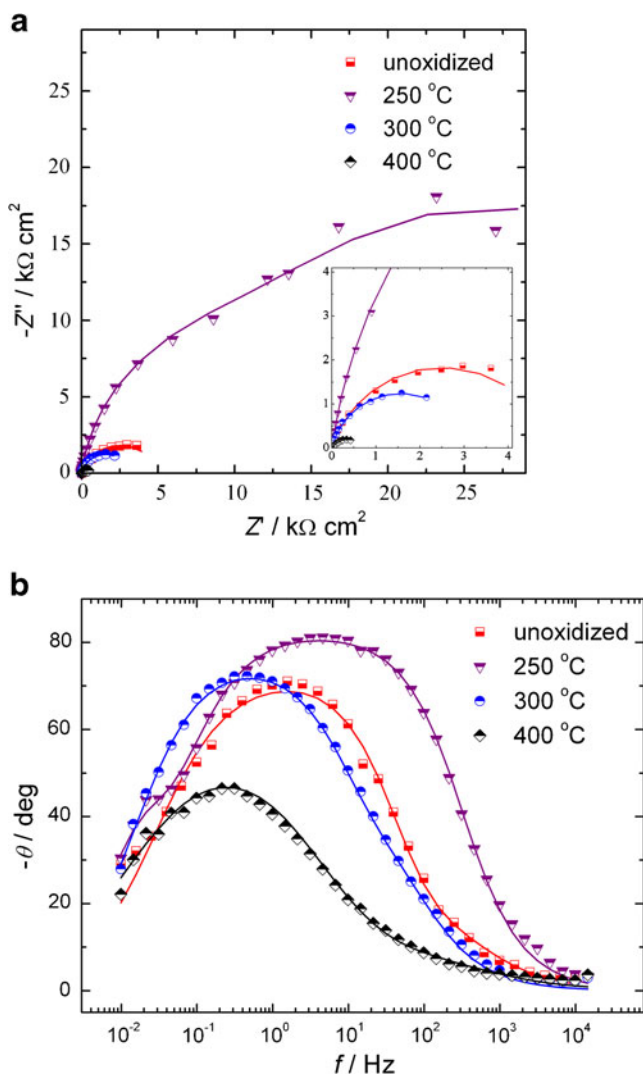 a
25
20
15
10
5
0
-Z'' / kΩ cm²
unoxidized
250 °C
300 °C
400 °C
4
3
2
1
0
0 1 2 3 4
0 5 10 15 20 25
Z' / kΩ cm²
b
80
60
40
20
0
-θ / deg
unoxidized
250 °C
300 °C
400 °C
10⁻² 10⁻¹ 10⁰ 10¹ 10² 10³ 10⁴
f / Hz